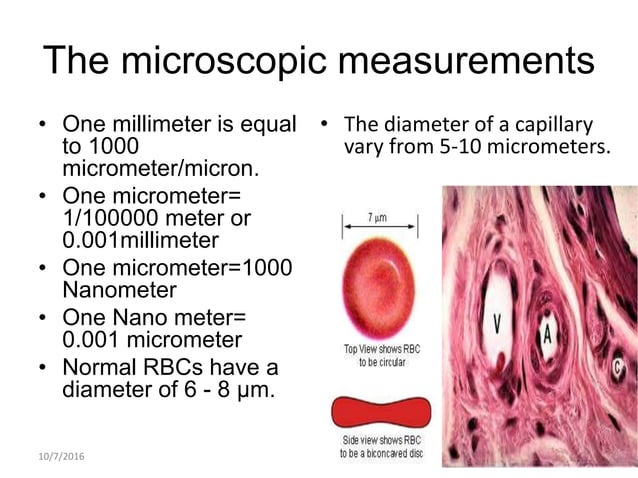 The microscopic measurements
• One millimeter is equal
to 1000
micrometer/micron.
• One micrometer=
1/100000 meter or
0.001millimeter
• One micrometer=1000
Nanometer
• One Nano meter=
0.001 micrometer
• Normal RBCs have a
diameter of 6 - 8 µm.
• The diameter of a capillary
vary from 5-10 micrometers.
7 µm
Top View shows RBC
to be circular
Side view shows RBC
to be a biconcaved disc
V
A
C
10/7/2016